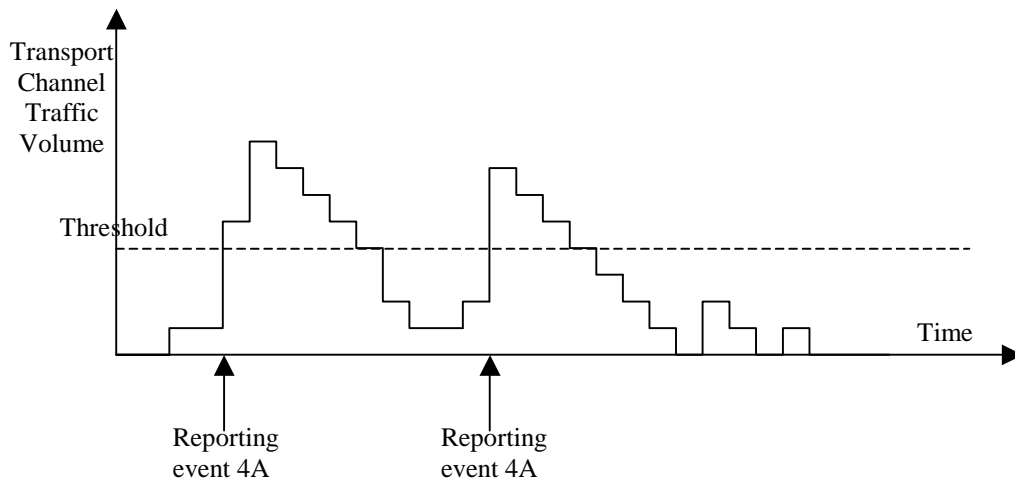 Transport
Channel
Traffic
Volume
Threshold
Time
Reporting
event 4A
Reporting
event 4A